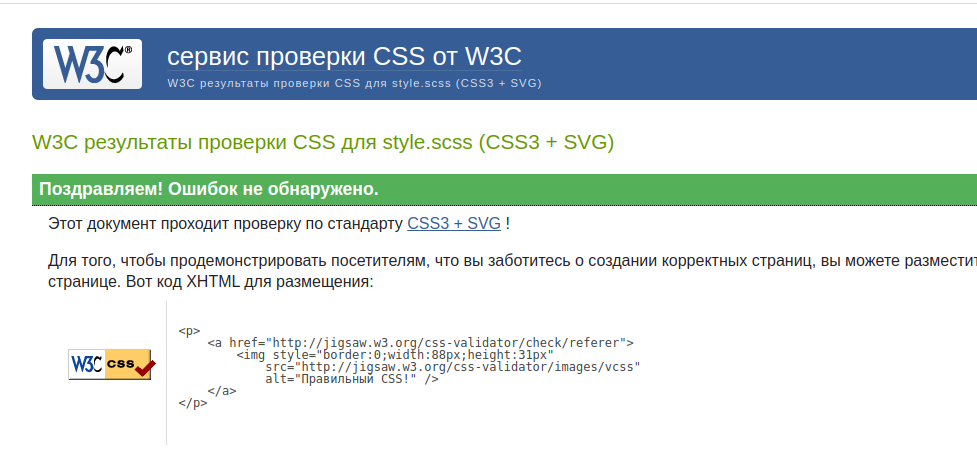 W3C®
сервис проверки CSS от W3C
W3C результаты проверки CSS для style.scss (CSS3 + SVG)
W3C результаты проверки CSS для style.scss (CSS3 + SVG)
Поздравляем! Ошибок не обнаружено.
Этот документ проходит проверку по стандарту CSS3 + SVG !
Для того, чтобы продемонстрировать посетителям, что вы заботитесь о создании корректных страниц, вы можете разместит
странице. Вот код XHTML для размещения:
W3C css
<p>
    <a href="http://jigsaw.w3.org/css-validator/check/referer">
        <img style="border:0;width:88px;height:31px"
            src="http://jigsaw.w3.org/css-validator/images/vcss"
            alt="Правильный CSS!" />
    </a>
</p>